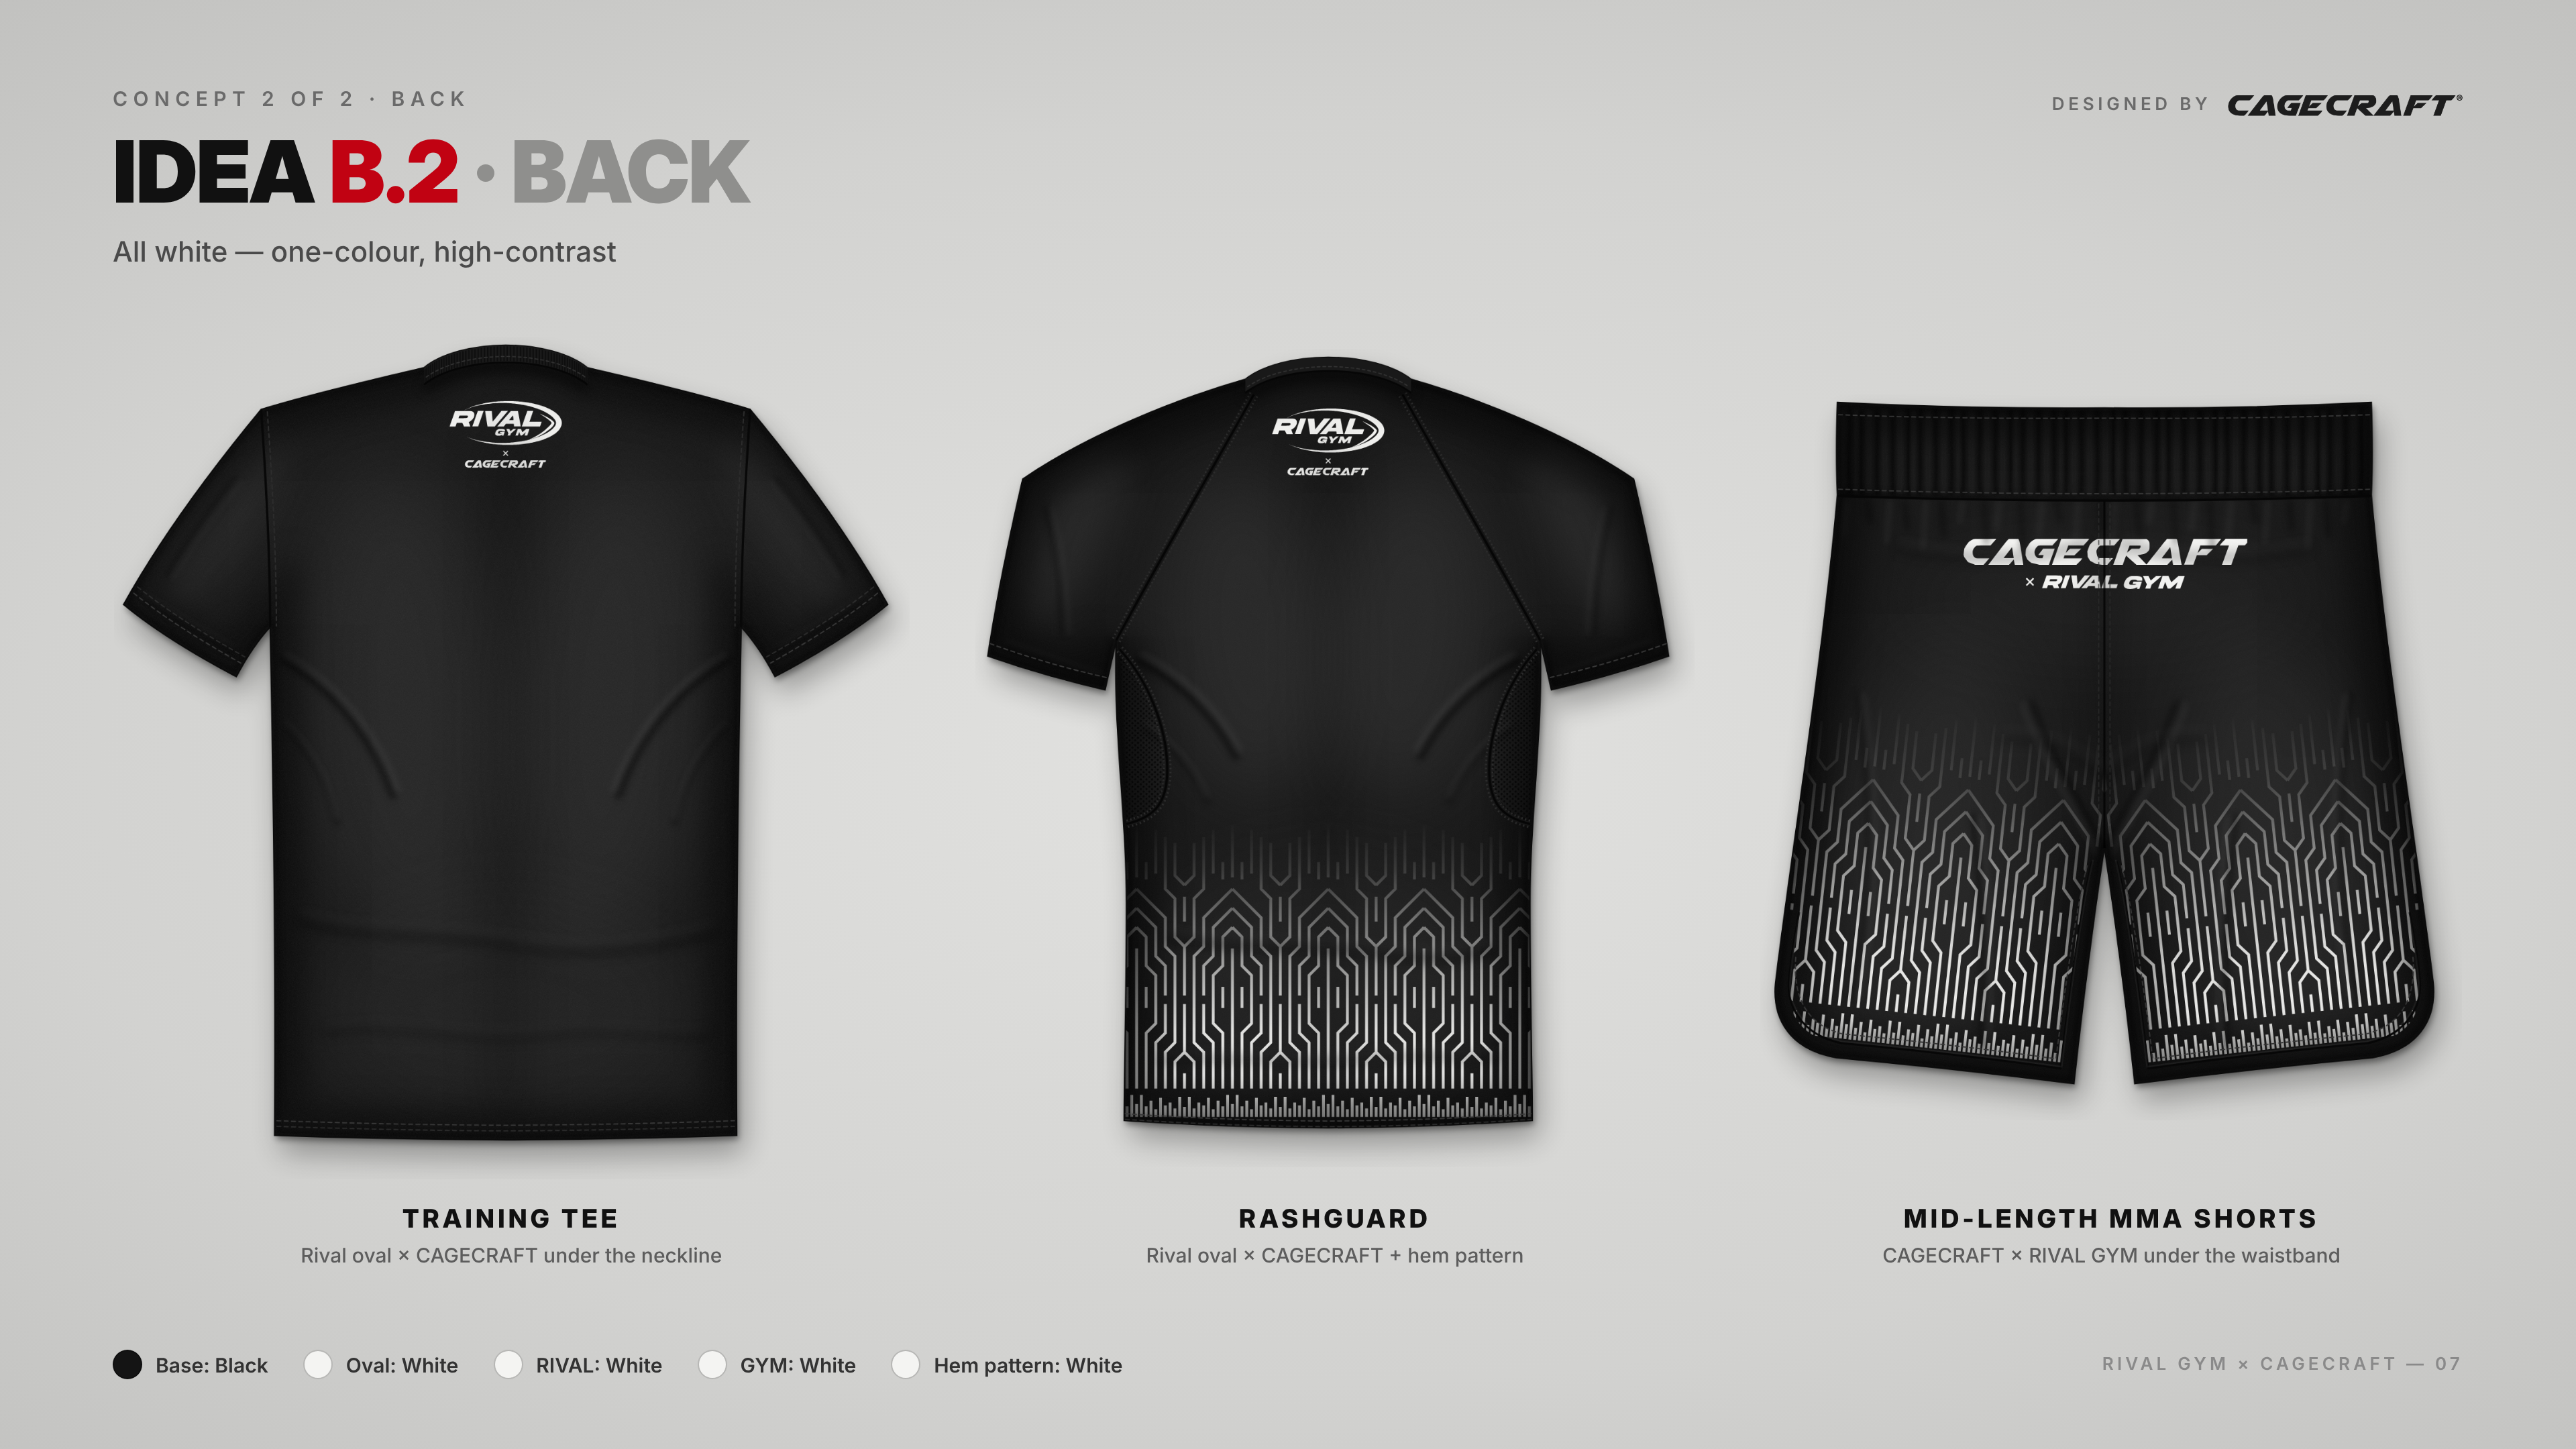 CONCEPT 2 OF 2 · BACK
IDEA B.2 · BACK
All white — one-colour, high-contrast
DESIGNED BY CAGECRAFT®
RIVAL
GYM
×
CAGECRAFT
RIVAL
GYM
×
CAGECRAFT
CAGECRAFT
× RIVAL GYM
TRAINING TEE
Rival oval × CAGECRAFT under the neckline
RASHGUARD
Rival oval × CAGECRAFT + hem pattern
MID-LENGTH MMA SHORTS
CAGECRAFT × RIVAL GYM under the waistband
Base: Black
Oval: White
RIVAL: White
GYM: White
Hem pattern: White
RIVAL GYM × CAGECRAFT — 07